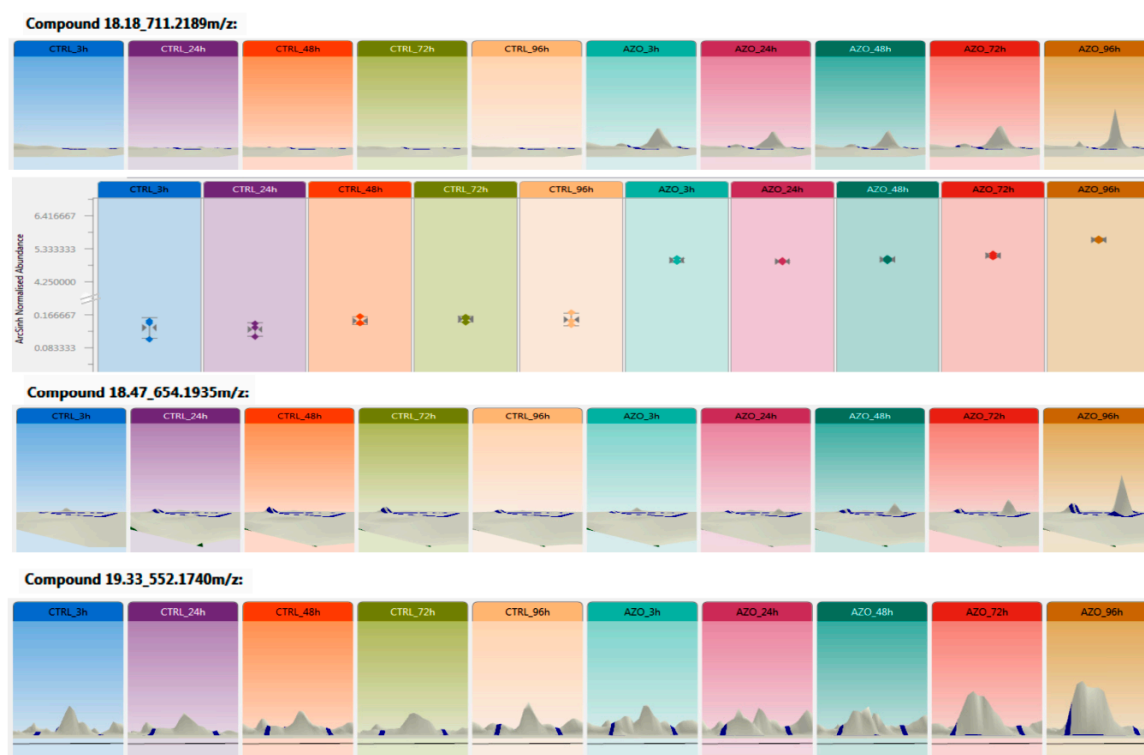 Compound 18.18_711.2189m/z:
CTRL_3h CTRL_24h CTRL_48h CTRL_72h CTRL_96h AZO_3h AZO_24h AZO_48h AZO_72h AZO_96h
CTRL_3h CTRL_24h CTRL_48h CTRL_72h CTRL_96h AZO_3h AZO_24h AZO_48h AZO_72h AZO_96h
ArcSinh Normalised Abundance
6.416667
5.333333
4.250000
0.166667
0.083333
Compound 18.47_654.1935m/z:
CTRL_3h CTRL_24h CTRL_48h CTRL_72h CTRL_96h AZO_3h AZO_24h AZO_48h AZO_72h AZO_96h
Compound 19.33_552.1740m/z:
CTRL_3h CTRL_24h CTRL_48h CTRL_72h CTRL_96h AZO_3h AZO_24h AZO_48h AZO_72h AZO_96h